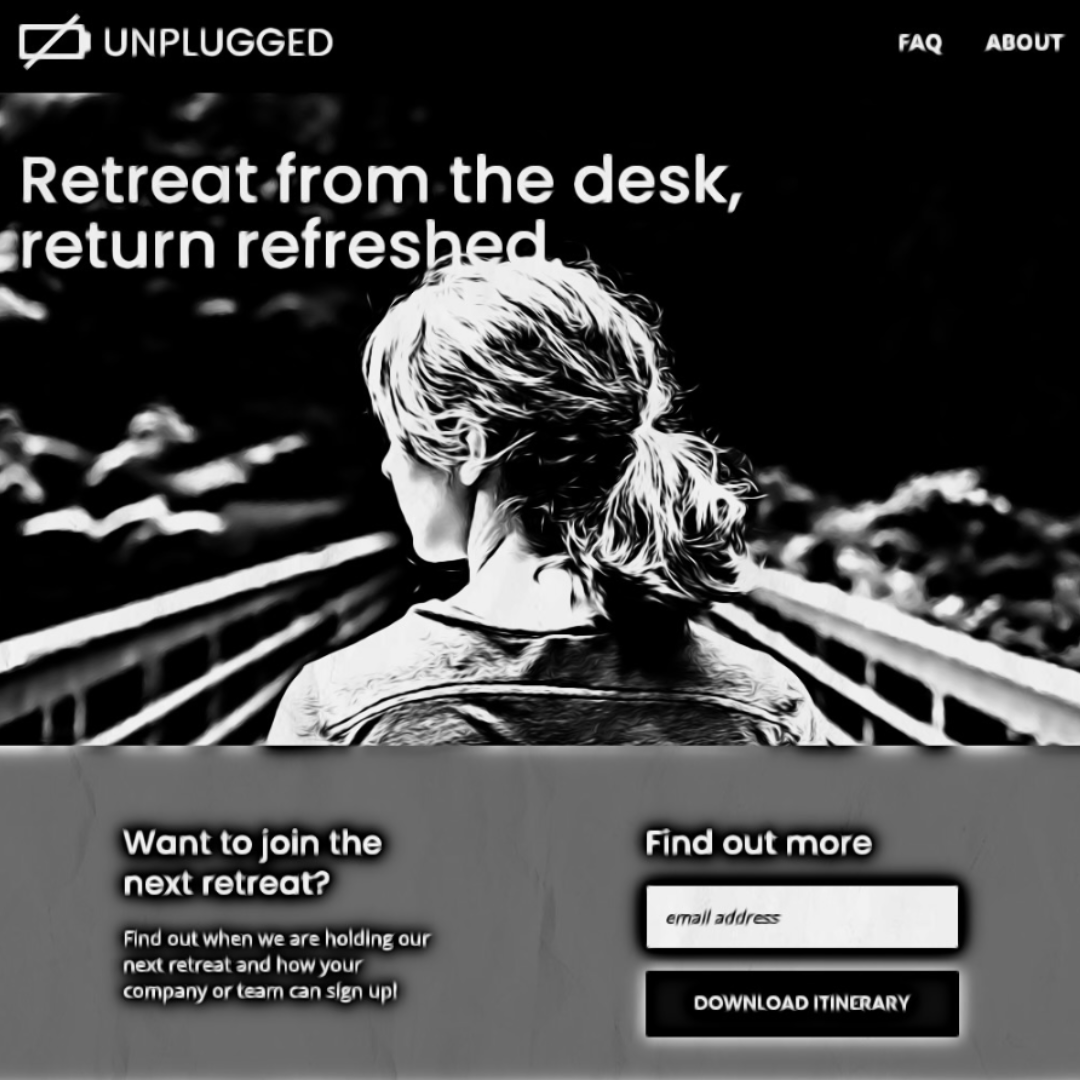 UNPLUGGED
FAQ ABOUT
Retreat from the desk,
return refreshed.
Want to join the
next retreat?
Find out when we are holding our
next retreat and how your
company or team can sign up!
Find out more
email address
DOWNLOAD ITINERARY